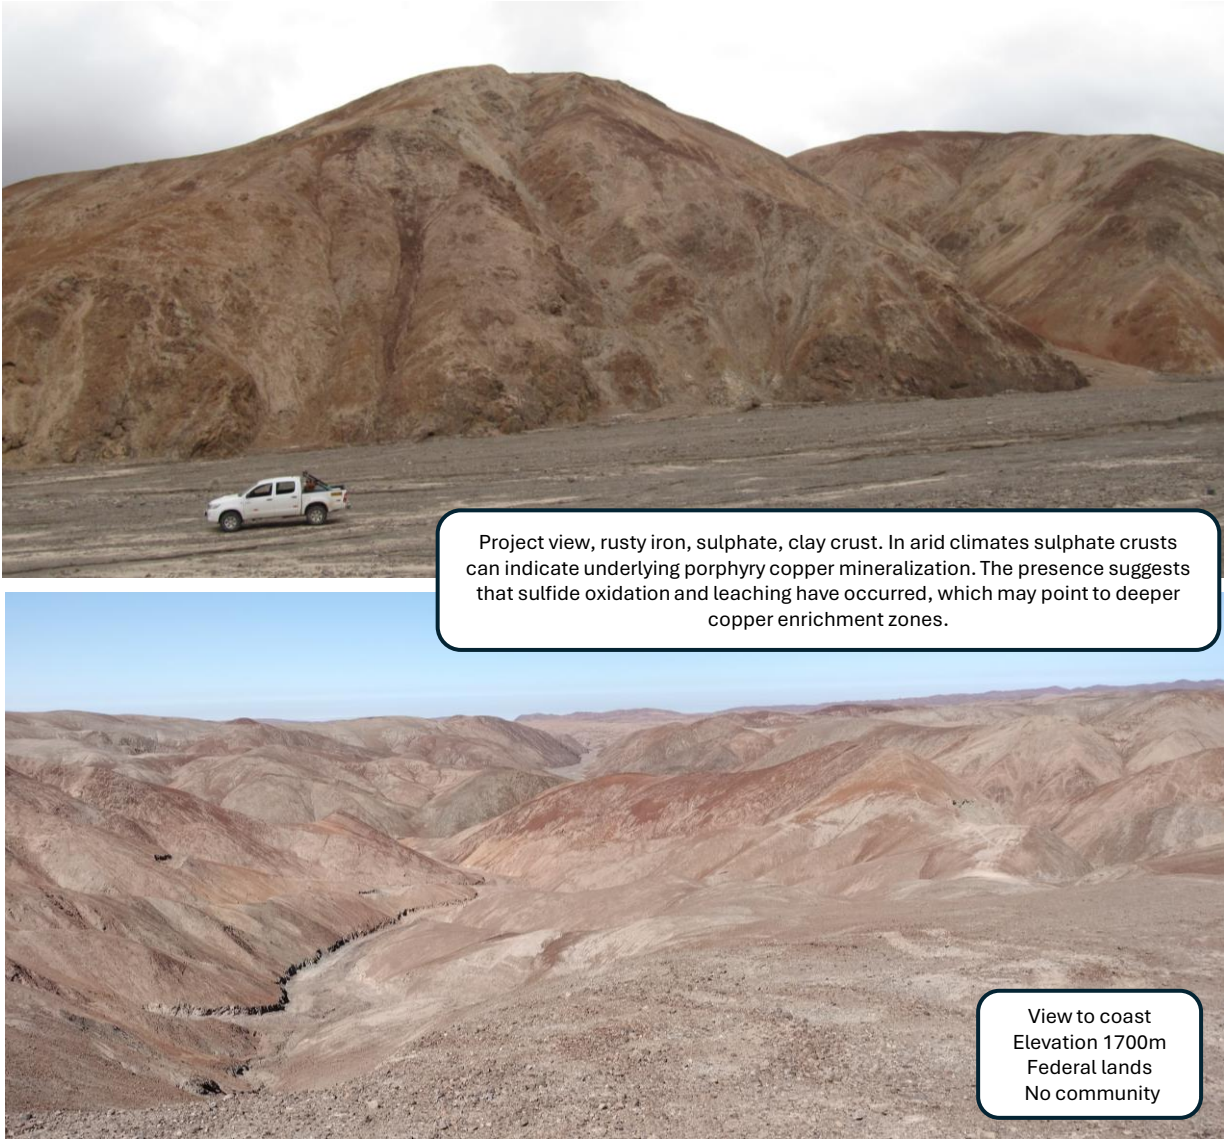 Project view, rusty iron, sulphate, clay crust. In arid climates sulphate crusts
can indicate underlying porphyry copper mineralization. The presence suggests
that sulfide oxidation and leaching have occurred, which may point to deeper
copper enrichment zones.
View to coast
Elevation 1700m
Federal lands
No community